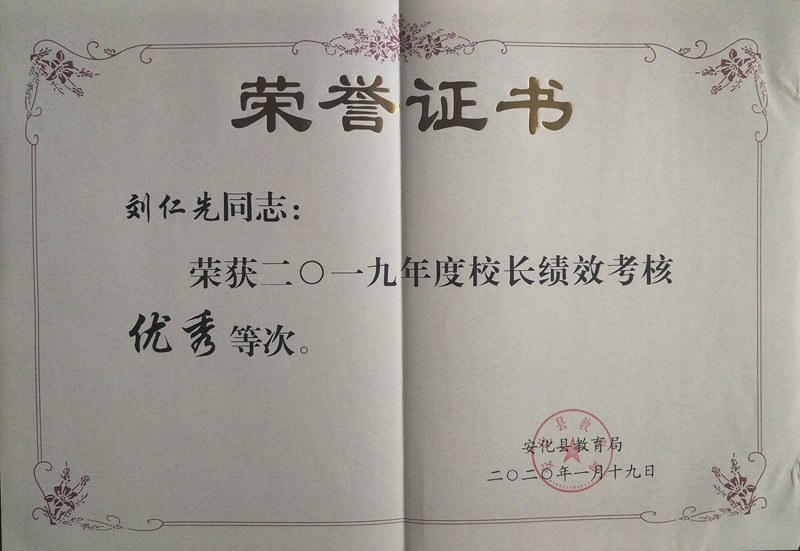 荣誉证书
刘仁先同志：
荣获二〇一九年度校长绩效考核
优秀等次。
安化县教育局
二〇二〇年一月十九日